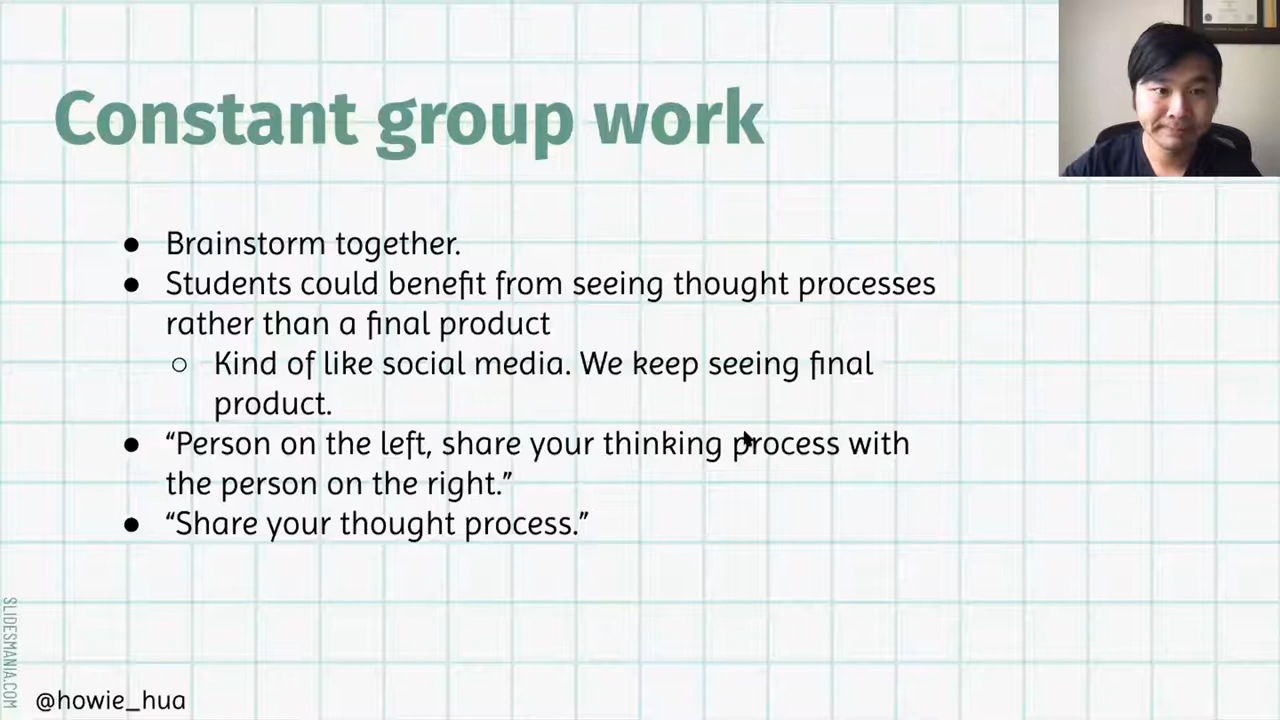 Constant group work
● Brainstorm together.
● Students could benefit from seeing thought processes
rather than a final product
○ Kind of like social media. We keep seeing final
product.
● “Person on the left, share your thinking process with
the person on the right.”
● “Share your thought process.”
SLIDESMANIA.COM
@howie_hua